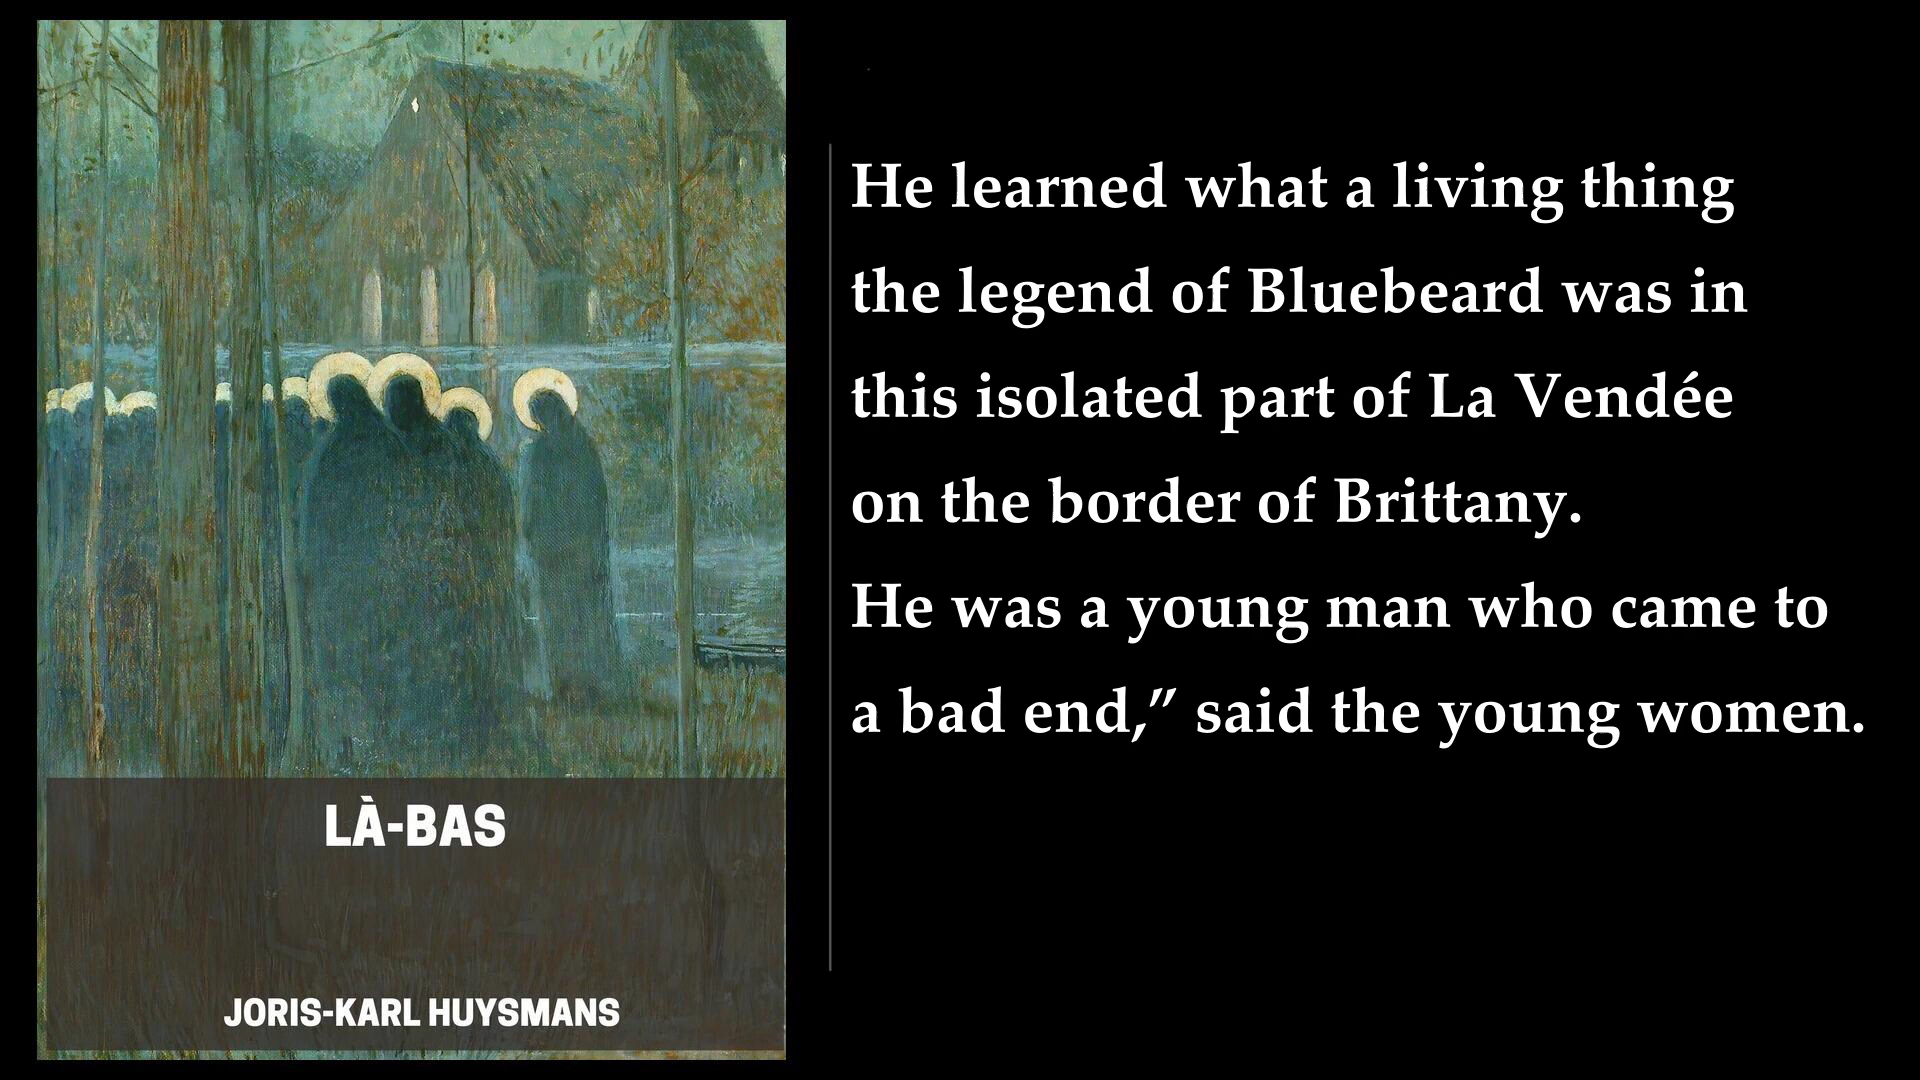 LÀ-BAS
JORIS-KARL HUYSMANS
He learned what a living thing
the legend of Bluebeard was in
this isolated part of La Vendée
on the border of Brittany.
He was a young man who came to
a bad end,” said the young women.